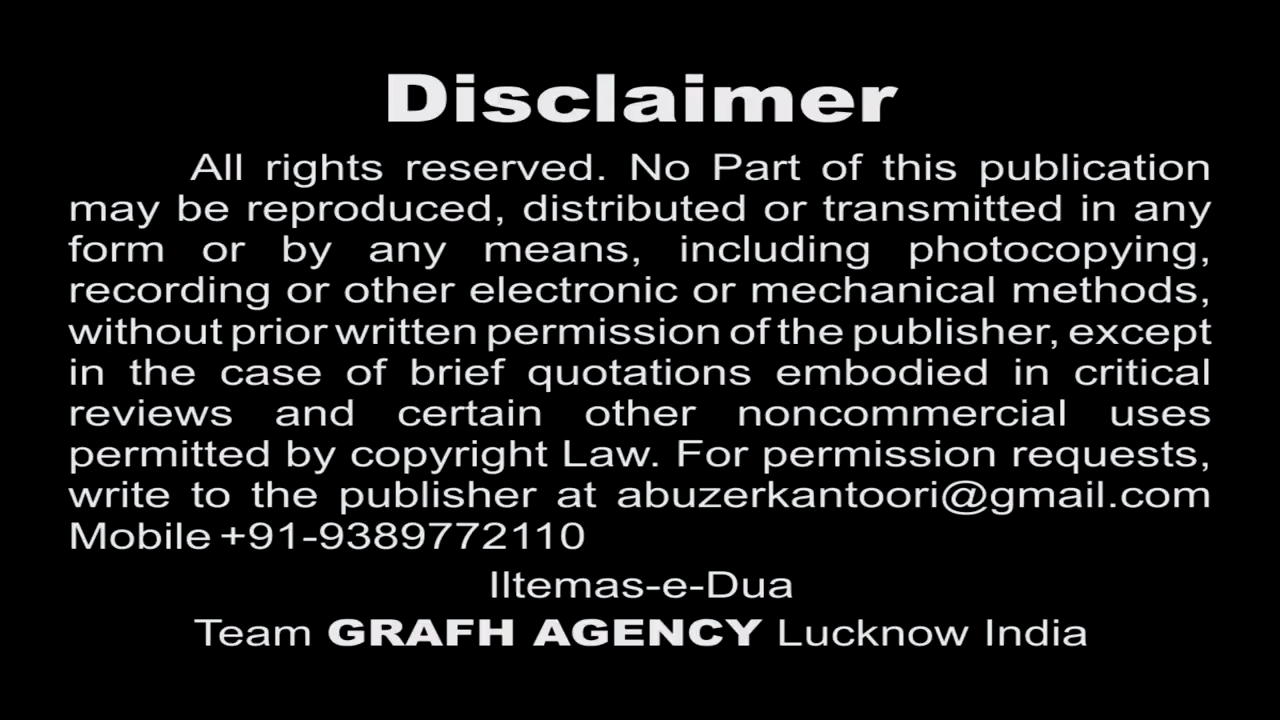 Disclaimer
All rights reserved. No Part of this publication
may be reproduced, distributed or transmitted in any
form or by any means, including photocopying,
recording or other electronic or mechanical methods,
without prior written permission of the publisher, except
in the case of brief quotations embodied in critical
reviews and certain other noncommercial uses
permitted by copyright Law. For permission requests,
write to the publisher at abuzerkantoori@gmail.com
Mobile +91-9389772110
IItemas-e-Dua
Team GRAFH AGENCY Lucknow India